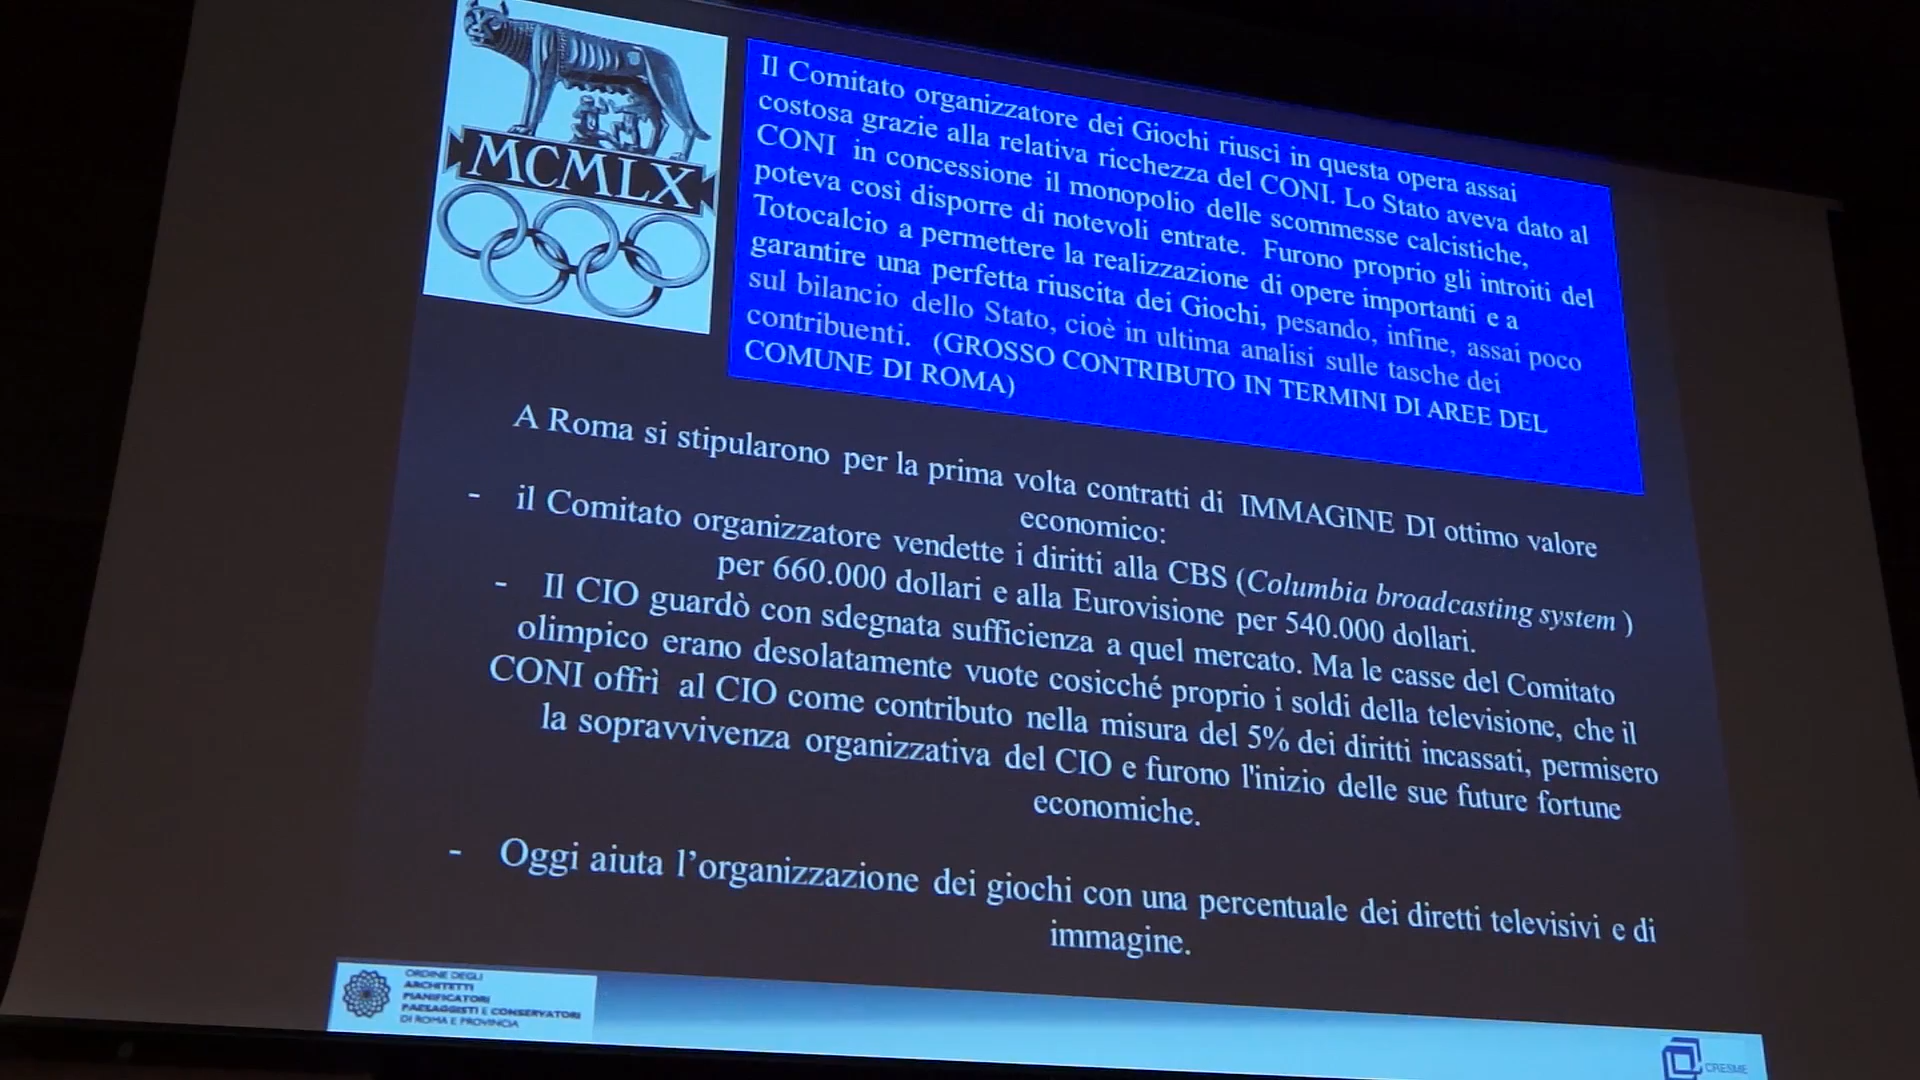 MCMLX
Il Comitato organizzatore dei Giochi riuscì in questa opera assai
costosa grazie alla relativa ricchezza del CONI. Lo Stato aveva dato al
CONI in concessione il monopolio delle scommesse calcistiche,
poteva così disporre di notevoli entrate. Furono proprio gli introiti del
Totocalcio a permettere la realizzazione di opere importanti e a
garantire una perfetta riuscita dei Giochi, pesando, infine, assai poco
sul bilancio dello Stato, cioè in ultima analisi sulle tasche dei
contribuenti. (GROSSO CONTRIBUTO IN TERMINI DI AREE DEL
COMUNE DI ROMA)
A Roma si stipularono per la prima volta contratti di IMMAGINE DI ottimo valore
economico:
- il Comitato organizzatore vendette i diritti alla CBS (Columbia broadcasting system )
per 660.000 dollari e alla Eurovisione per 540.000 dollari.
- Il CIO guardò con sdegnata sufficienza a quel mercato. Ma le casse del Comitato
olimpico erano desolatamente vuote cosicché proprio i soldi della televisione, che il
CONI offrì al CIO come contributo nella misura del 5% dei diritti incassati, permisero
la sopravvivenza organizzativa del CIO e furono l'inizio delle sue future fortune
economiche.
- Oggi aiuta l’organizzazione dei giochi con una percentuale dei diretti televisivi e di
immagine.
ORDINE DEGLI
ARCHITETTI
PIANIFICATORI
PAESAGGISTI E CONSERVATORI
DI ROMA E PROVINCIA
CRESME